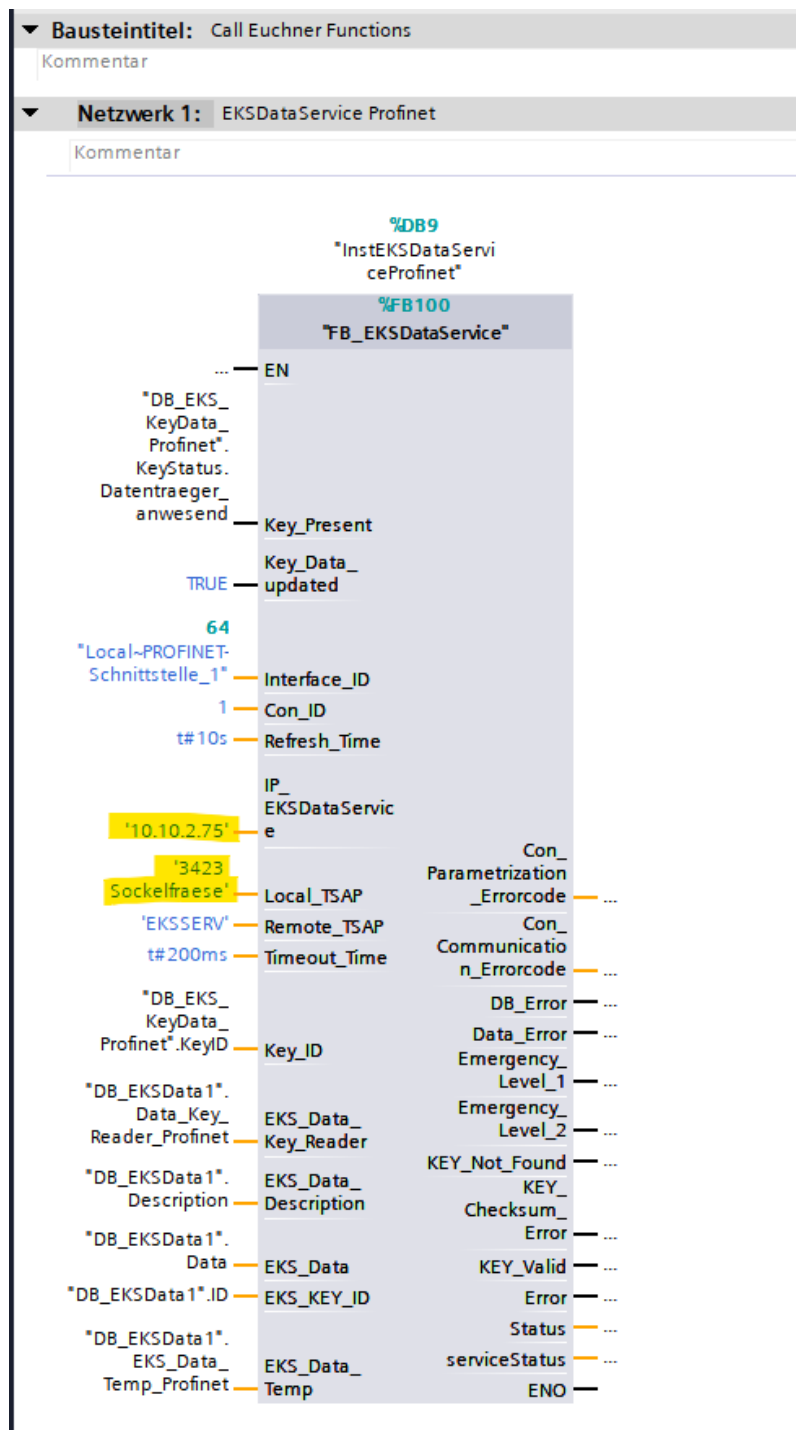 Bausteintitel: Call Euchner Functions
Kommentar
Netzwerk 1: EKSDataService Profinet
Kommentar
%DB9
"InstEKSDataServi
ceProfinet"
%FB100
"FB_EKSDataService"
... EN
"DB_EKS_
KeyData_
Profinet".
KeyStatus.
Datentraeger_
anwesend
Key_Present
Key_Data_
TRUE updated
64
"Local~PROFINET-
Schnittstelle_1"
Interface_ID
1 Con_ID
t#10s Refresh_Time
IP_
EKSDataServic
'10.10.2.75' e
'3423
Sockelfraese' Local_TSAP
'EKSSERV' Remote_TSAP
t#200ms Timeout_Time
"DB_EKS_
KeyData_
Profinet".KeyID
Key_ID
"DB_EKSData1".
Data_Key_
Reader_Profinet
EKS_Data_
Key_Reader
"DB_EKSData1".
Description
EKS_Data_
Description
"DB_EKSData1".
Data EKS_Data
"DB_EKSData1".ID EKS_KEY_ID
"DB_EKSData1".
EKS_Data_
Temp_Profinet
EKS_Data_
Temp
Con_
Parametrization
_Errorcode ...
Con_
Communicatio
n_Errorcode ...
DB_Error ...
Data_Error ...
Emergency_
Level_1 ...
Emergency_
Level_2 ...
KEY_Not_Found ...
KEY_
Checksum_
Error ...
KEY_Valid ...
Error ...
Status ...
serviceStatus ...
ENO